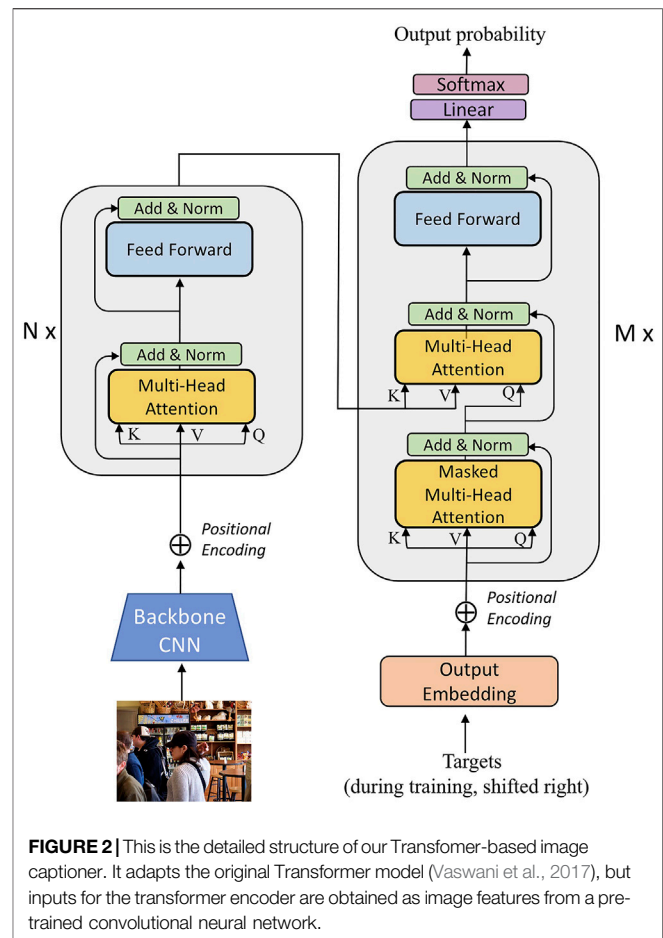 Output probability
Softmax
Linear
Add & Norm
Feed Forward
Add & Norm
Multi-Head
Attention
K
V
Q
Add & Norm
Masked
Multi-Head
Attention
K
V
Q
M x
Positional
Encoding
Output
Embedding
Targets
(during training, shifted right)
Add & Norm
Feed Forward
N x
Add & Norm
Multi-Head
Attention
K
V
Q
Positional
Encoding
Backbone
CNN
FIGURE 2 | This is the detailed structure of our Transfomer-based image
captioner. It adapts the original Transformer model (Vaswani et al., 2017), but
inputs for the transformer encoder are obtained as image features from a pre-
trained convolutional neural network.